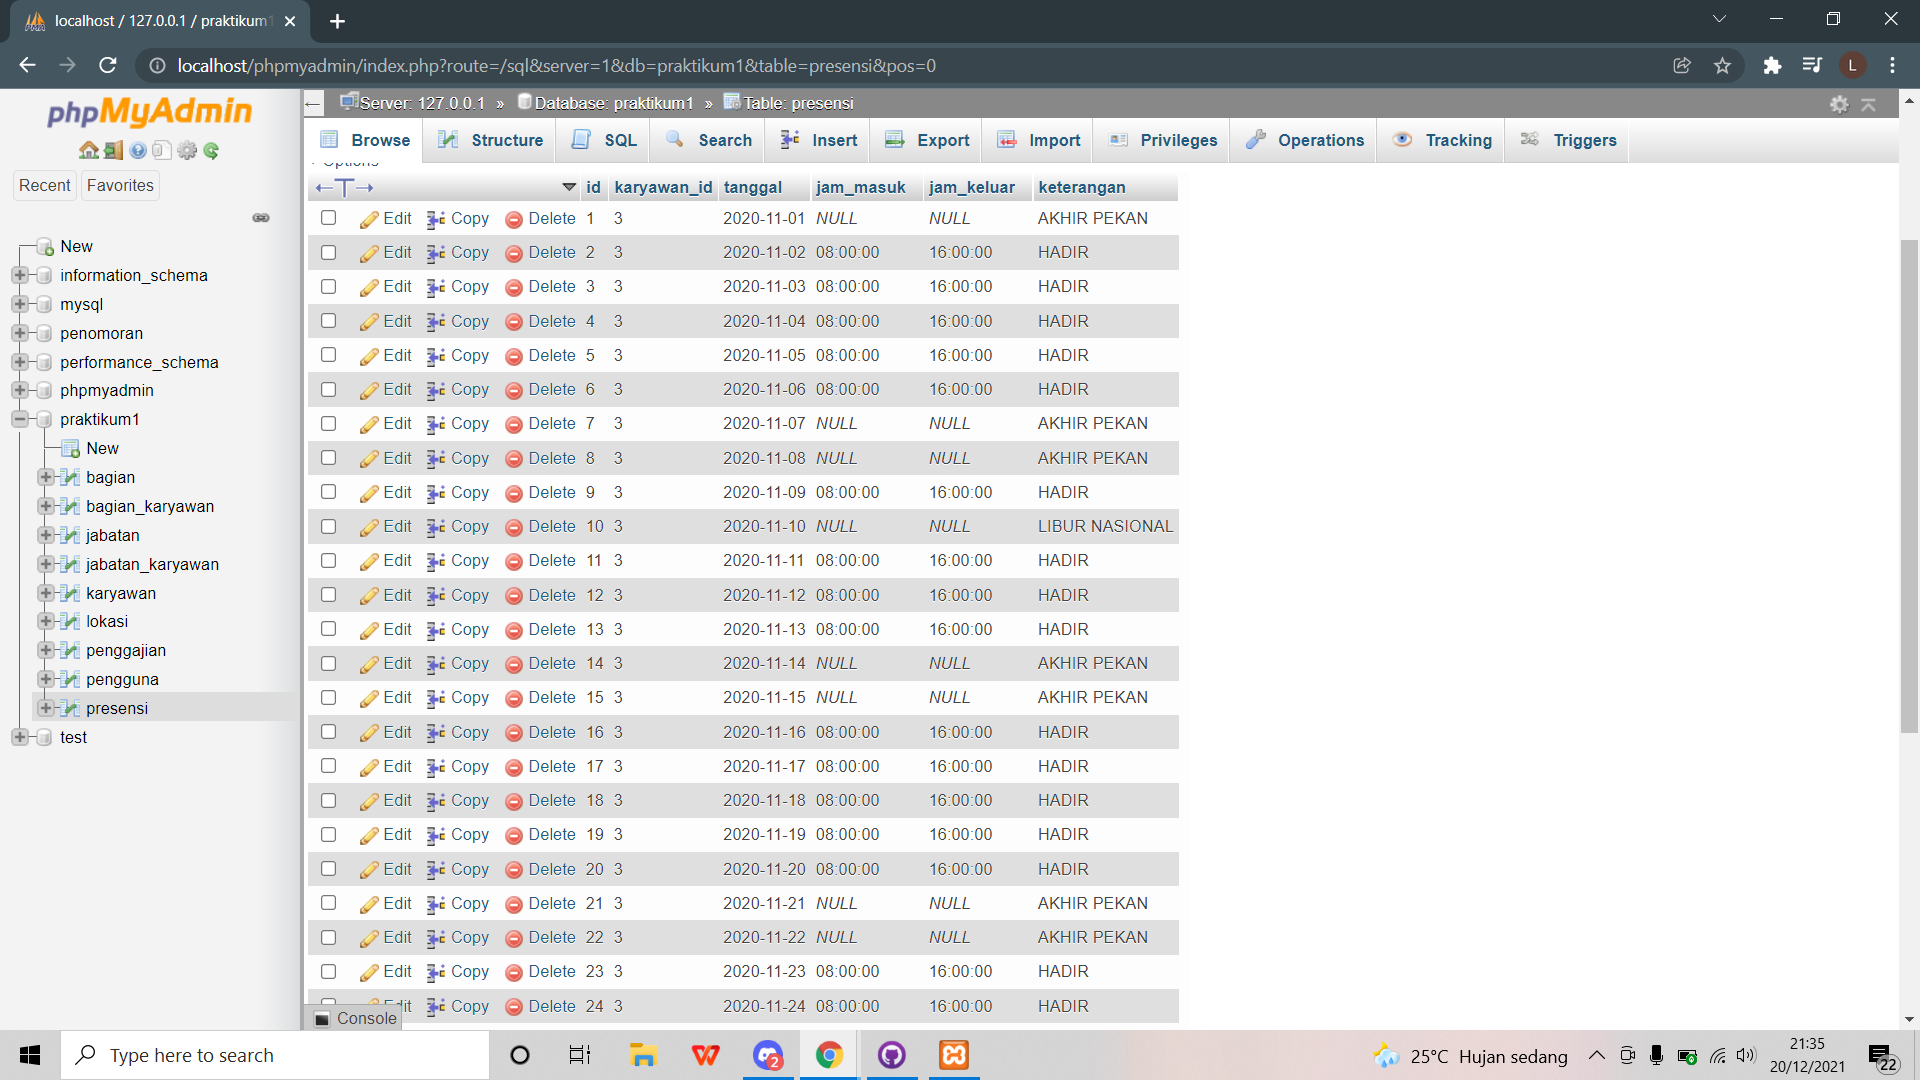 localhost / 127.0.0.1 / praktikum1
localhost/phpmyadmin/index.php?route=/sql&server=1&db=praktikum1&table=presensi&pos=0
L
phpMyAdmin
Recent Favorites
New
information_schema
mysql
penomoran
performance_schema
phpmyadmin
praktikum1
New
bagian
bagian_karyawan
jabatan
jabatan_karyawan
karyawan
lokasi
penggajian
pengguna
presensi
test
Server: 127.0.0.1 » Database: praktikum1 » Table: presensi
Browse Structure SQL Search Insert Export Import Privileges Operations Tracking Triggers
Options
←T→ id karyawan_id tanggal jam_masuk jam_keluar keterangan
Edit Copy Delete 1 3 2020-11-01 NULL NULL AKHIR PEKAN
Edit Copy Delete 2 3 2020-11-02 08:00:00 16:00:00 HADIR
Edit Copy Delete 3 3 2020-11-03 08:00:00 16:00:00 HADIR
Edit Copy Delete 4 3 2020-11-04 08:00:00 16:00:00 HADIR
Edit Copy Delete 5 3 2020-11-05 08:00:00 16:00:00 HADIR
Edit Copy Delete 6 3 2020-11-06 08:00:00 16:00:00 HADIR
Edit Copy Delete 7 3 2020-11-07 NULL NULL AKHIR PEKAN
Edit Copy Delete 8 3 2020-11-08 NULL NULL AKHIR PEKAN
Edit Copy Delete 9 3 2020-11-09 08:00:00 16:00:00 HADIR
Edit Copy Delete 10 3 2020-11-10 NULL NULL LIBUR NASIONAL
Edit Copy Delete 11 3 2020-11-11 08:00:00 16:00:00 HADIR
Edit Copy Delete 12 3 2020-11-12 08:00:00 16:00:00 HADIR
Edit Copy Delete 13 3 2020-11-13 08:00:00 16:00:00 HADIR
Edit Copy Delete 14 3 2020-11-14 NULL NULL AKHIR PEKAN
Edit Copy Delete 15 3 2020-11-15 NULL NULL AKHIR PEKAN
Edit Copy Delete 16 3 2020-11-16 08:00:00 16:00:00 HADIR
Edit Copy Delete 17 3 2020-11-17 08:00:00 16:00:00 HADIR
Edit Copy Delete 18 3 2020-11-18 08:00:00 16:00:00 HADIR
Edit Copy Delete 19 3 2020-11-19 08:00:00 16:00:00 HADIR
Edit Copy Delete 20 3 2020-11-20 08:00:00 16:00:00 HADIR
Edit Copy Delete 21 3 2020-11-21 NULL NULL AKHIR PEKAN
Edit Copy Delete 22 3 2020-11-22 NULL NULL AKHIR PEKAN
Edit Copy Delete 23 3 2020-11-23 08:00:00 16:00:00 HADIR
Edit Copy Delete 24 3 2020-11-24 08:00:00 16:00:00 HADIR
Console
Type here to search
2
25°C Hujan sedang
21:35
20/12/2021
22